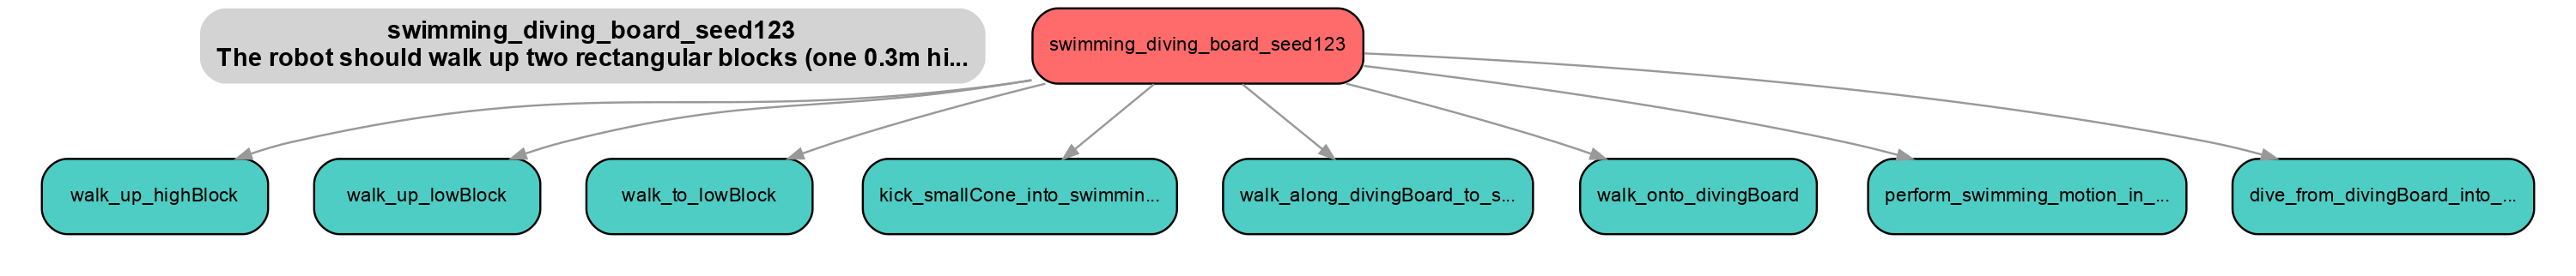 swimming_diving_board_seed123
The robot should walk up two rectangular blocks (one 0.3m hi...
swimming_diving_board_seed123
walk_up_highBlock
walk_up_lowBlock
walk_to_lowBlock
kick_smallCone_into_swimmin...
walk_along_divingBoard_to_s...
walk_onto_divingBoard
perform_swimming_motion_in_...
dive_from_divingBoard_into_...